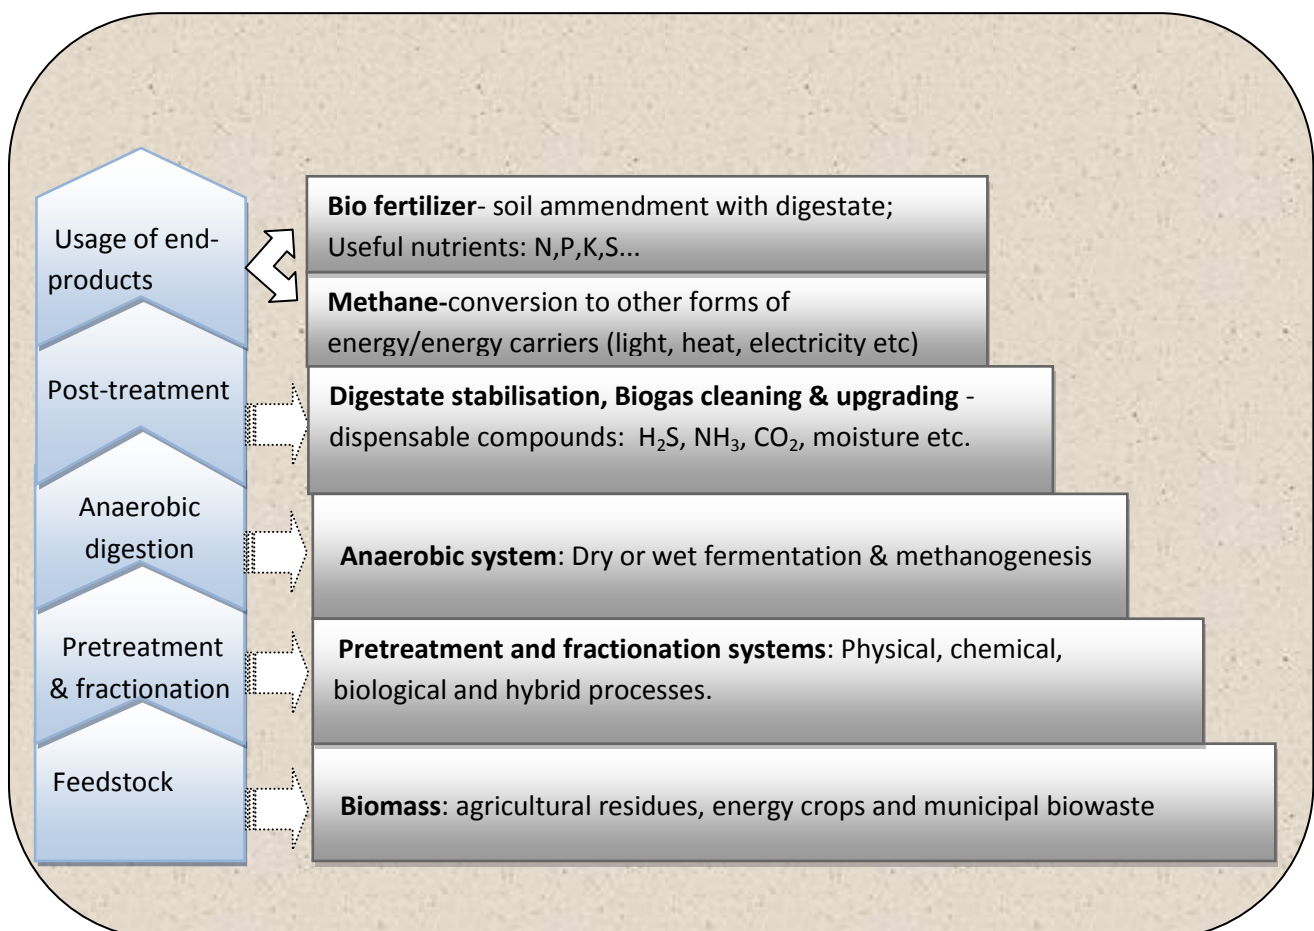 Usage of end-
products
Bio fertilizer- soil ammendment with digestate;
Useful nutrients: N,P,K,S...
Methane-conversion to other forms of
energy/energy carriers (light, heat, electricity etc)
Post-treatment
Digestate stabilisation, Biogas cleaning & upgrading -
dispensable compounds: H₂S, NH₃, CO₂, moisture etc.
Anaerobic
digestion
Anaerobic system: Dry or wet fermentation & methanogenesis
Pretreatment
& fractionation
Pretreatment and fractionation systems: Physical, chemical,
biological and hybrid processes.
Feedstock
Biomass: agricultural residues, energy crops and municipal biowaste